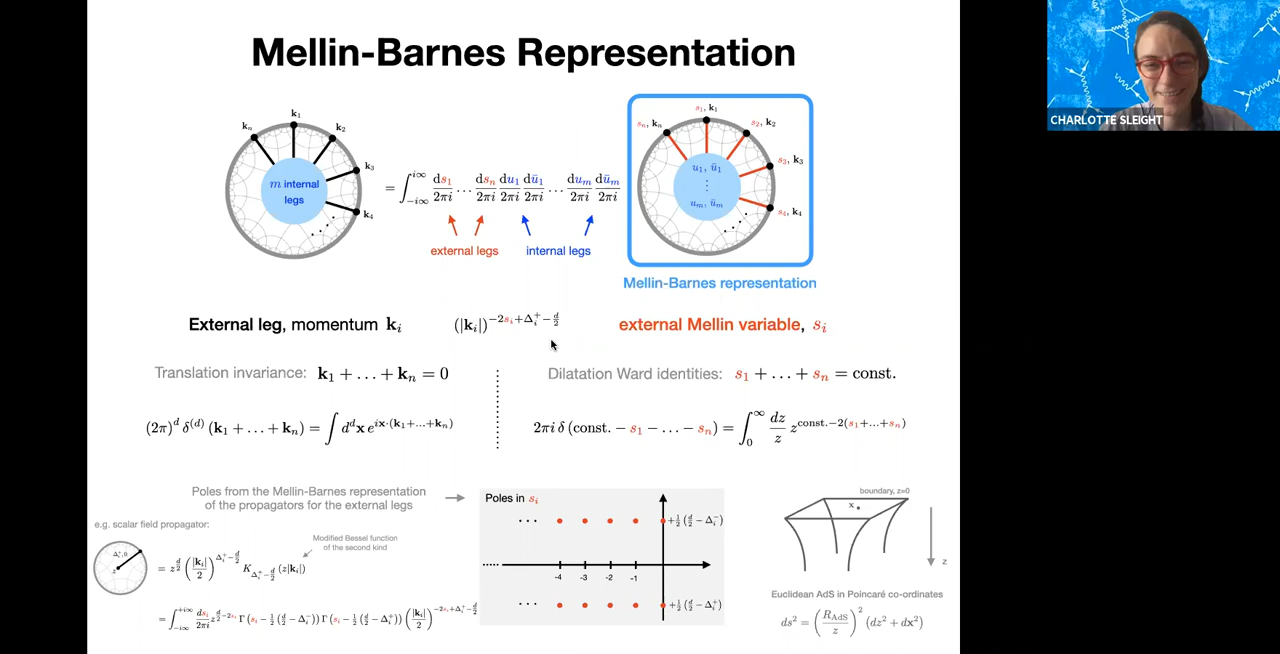 Mellin-Barnes Representation
CHARLOTTE SLEIGHT
k₁
kₙ k₂
k₃
k₄
m internal
legs
= ∫_{-i∞}^{i∞} ds₁/2πi ⋯ dsₙ/2πi du₁/2πi dū₁/2πi ⋯ duₘ/2πi dūₘ/2πi
external legs internal legs
s₁, k₁
sₙ, kₙ s₂, k₂
s₃, k₃
s₄, k₄
u₁, ū₁
⋮
uₘ, ūₘ
Mellin-Barnes representation
External leg, momentum kᵢ (|kᵢ|)^{-2sᵢ+Δᵢ⁺-d/2} external Mellin variable, sᵢ
Translation invariance: k₁ + … + kₙ = 0
Dilatation Ward identities: s₁ + … + sₙ = const.
(2π)^d δ^{(d)} (k₁ + … + kₙ) = ∫ d^d x e^{ix·(k₁+…+kₙ)}
2πi δ (const. − s₁ − … − sₙ) = ∫₀^∞ dz/z z^{const.−2(s₁+…+sₙ)}
Poles from the Mellin-Barnes representation
of the propagators for the external legs
e.g. scalar field propagator:
Modified Bessel function
of the second kind
Δᵢ⁺,0
z
= z^{d/2} (|kᵢ|/2)^{Δᵢ⁺-d/2} K_{Δᵢ⁺-d/2} (z|kᵢ|)
= ∫_{-i∞}^{+i∞} dsᵢ/2πi z^{d/2-2sᵢ} Γ (sᵢ − ½ (d/2 − Δᵢ⁻)) Γ (sᵢ − ½ (d/2 − Δᵢ⁺)) (|kᵢ|/2)^{-2sᵢ+Δᵢ⁺-d/2}
Poles in sᵢ
⋯ +½ (d/2 − Δᵢ⁻)
-4 -3 -2 -1
⋯ +½ (d/2 − Δᵢ⁺)
boundary, z=0
x
z
Euclidean AdS in Poincaré co-ordinates
ds² = (R_AdS/z)² (dz² + dx²)